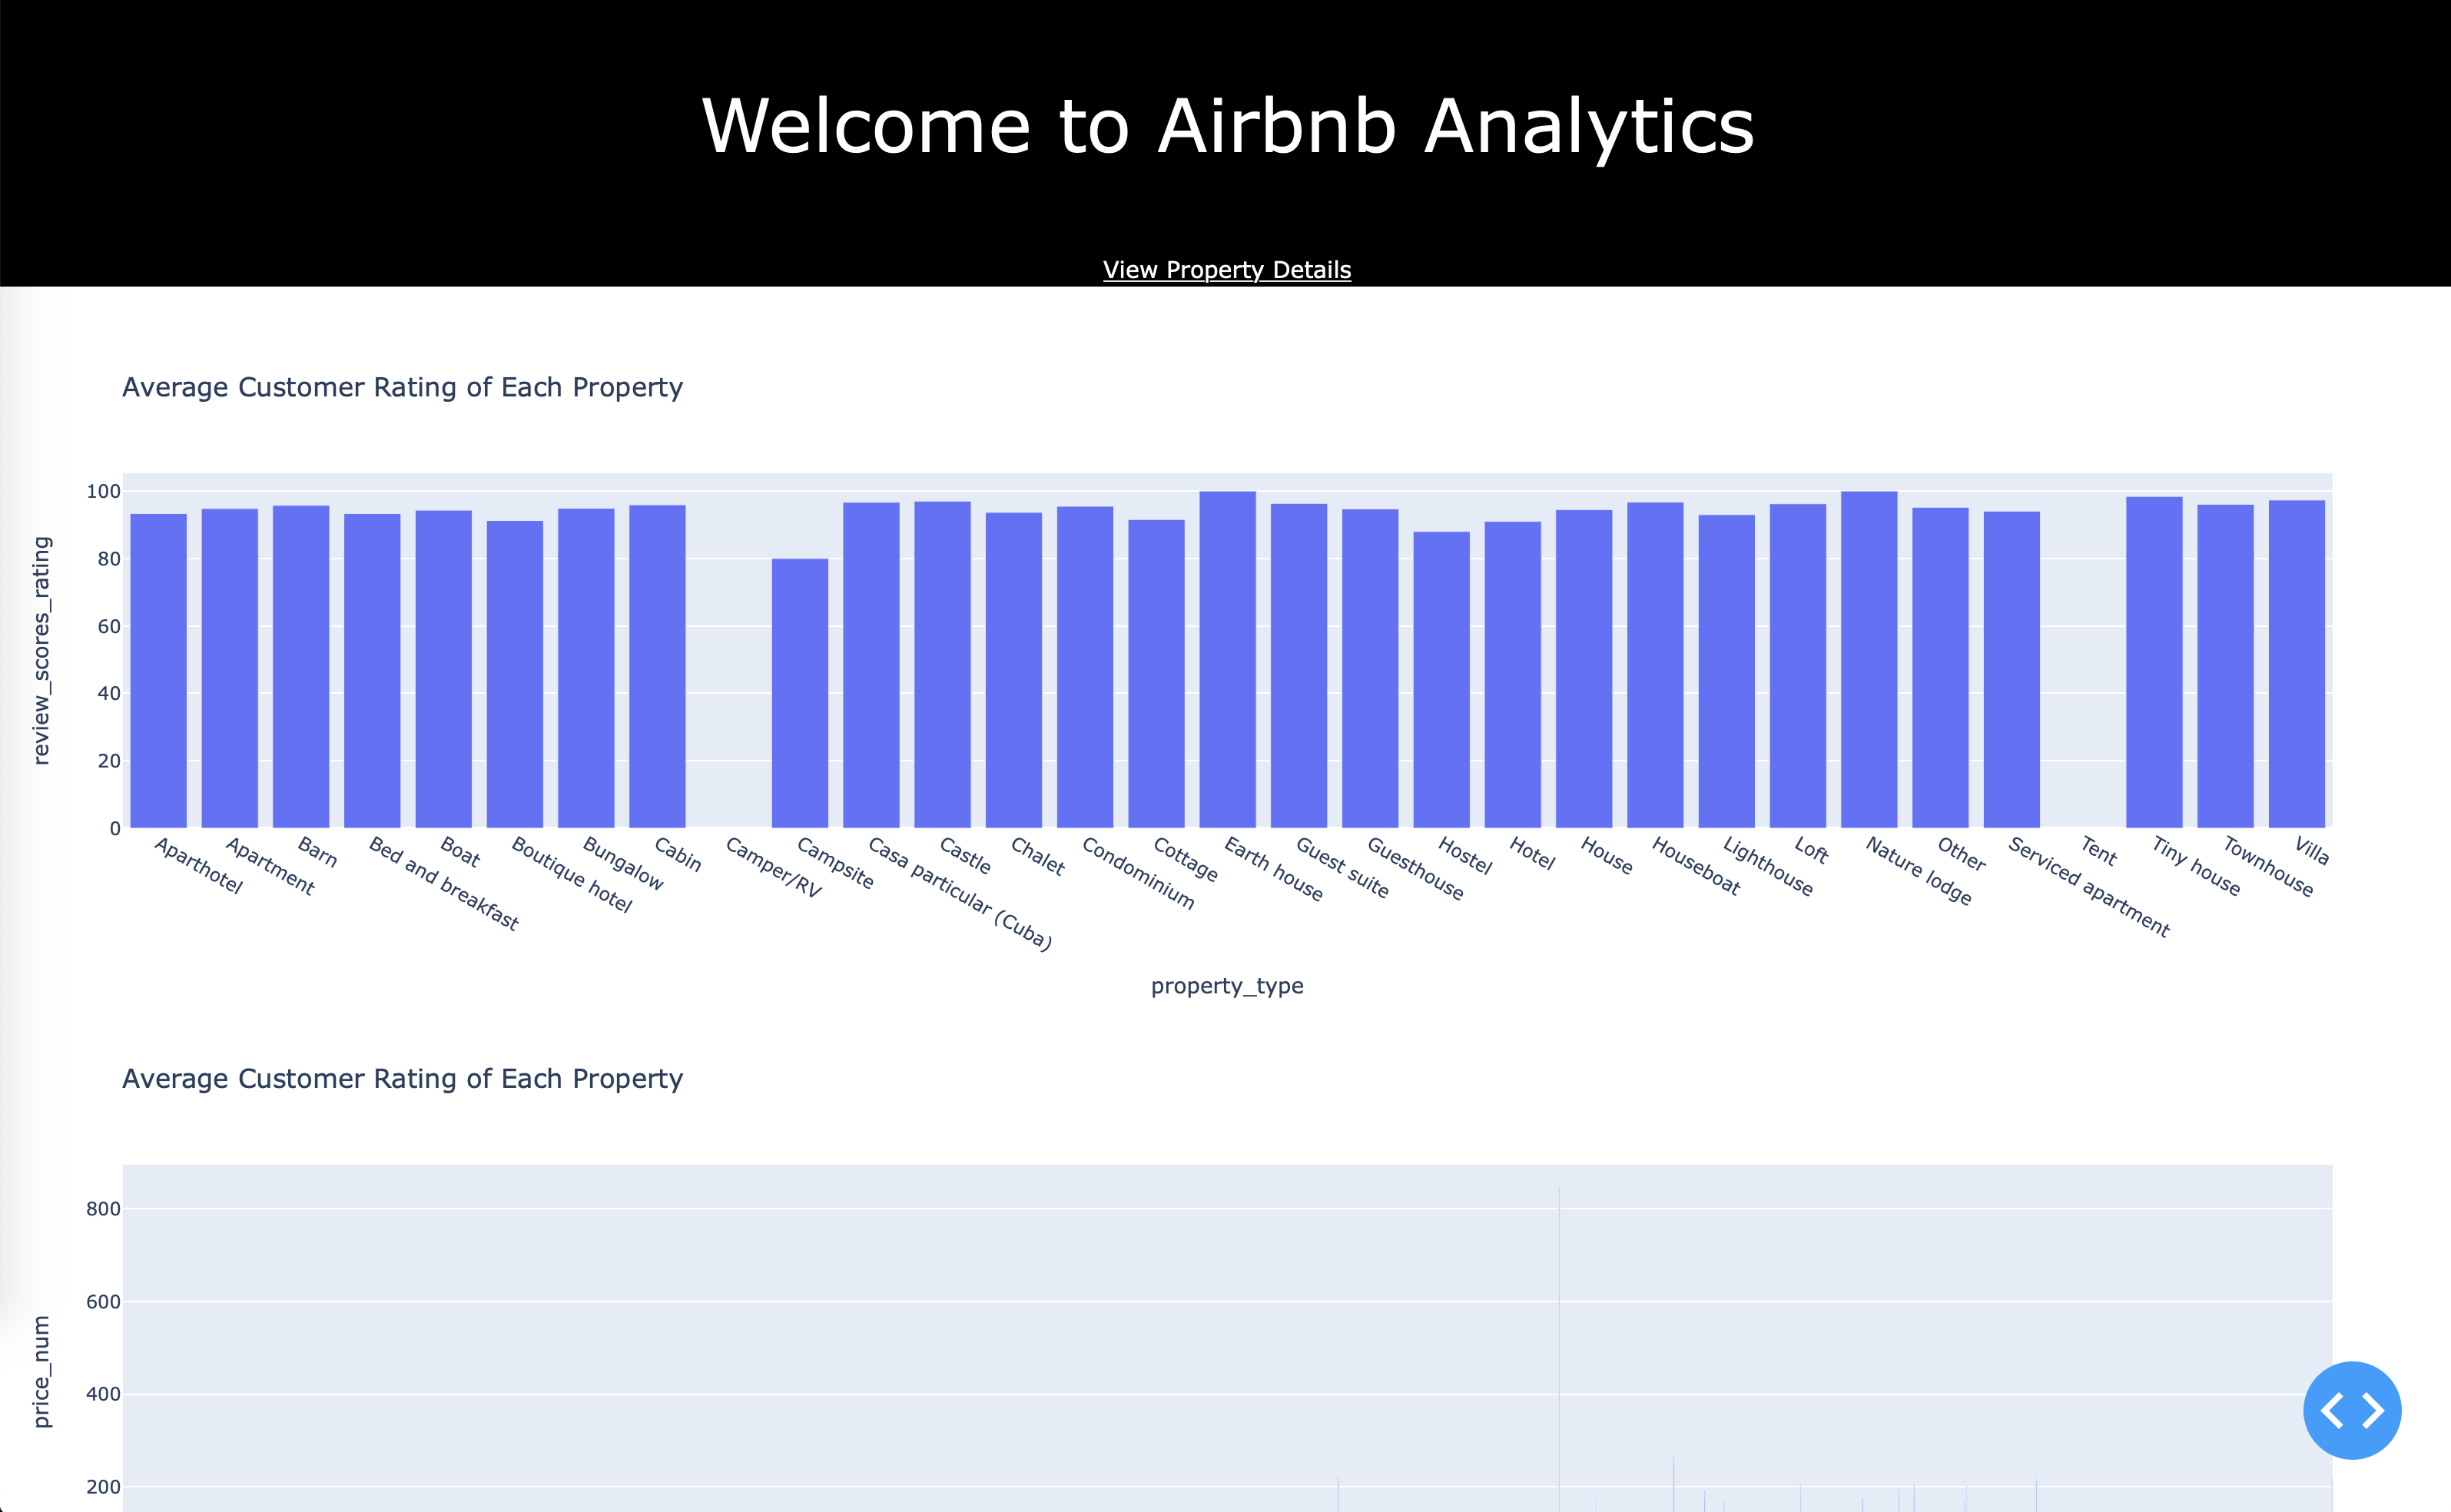 Welcome to Airbnb Analytics
View Property Details
Average Customer Rating of Each Property
review_scores_rating
100
80
60
40
20
0
Aparthotel
Apartment
Barn
Bed and breakfast
Boat
Boutique hotel
Bungalow
Cabin
Camper/RV
Campsite
Casa particular (Cuba)
Castle
Chalet
Condominium
Cottage
Earth house
Guest suite
Guesthouse
Hostel
Hotel
House
Houseboat
Lighthouse
Loft
Nature lodge
Other
Serviced apartment
Tent
Tiny house
Townhouse
Villa
property_type
Average Customer Rating of Each Property
price_num
800
600
400
200